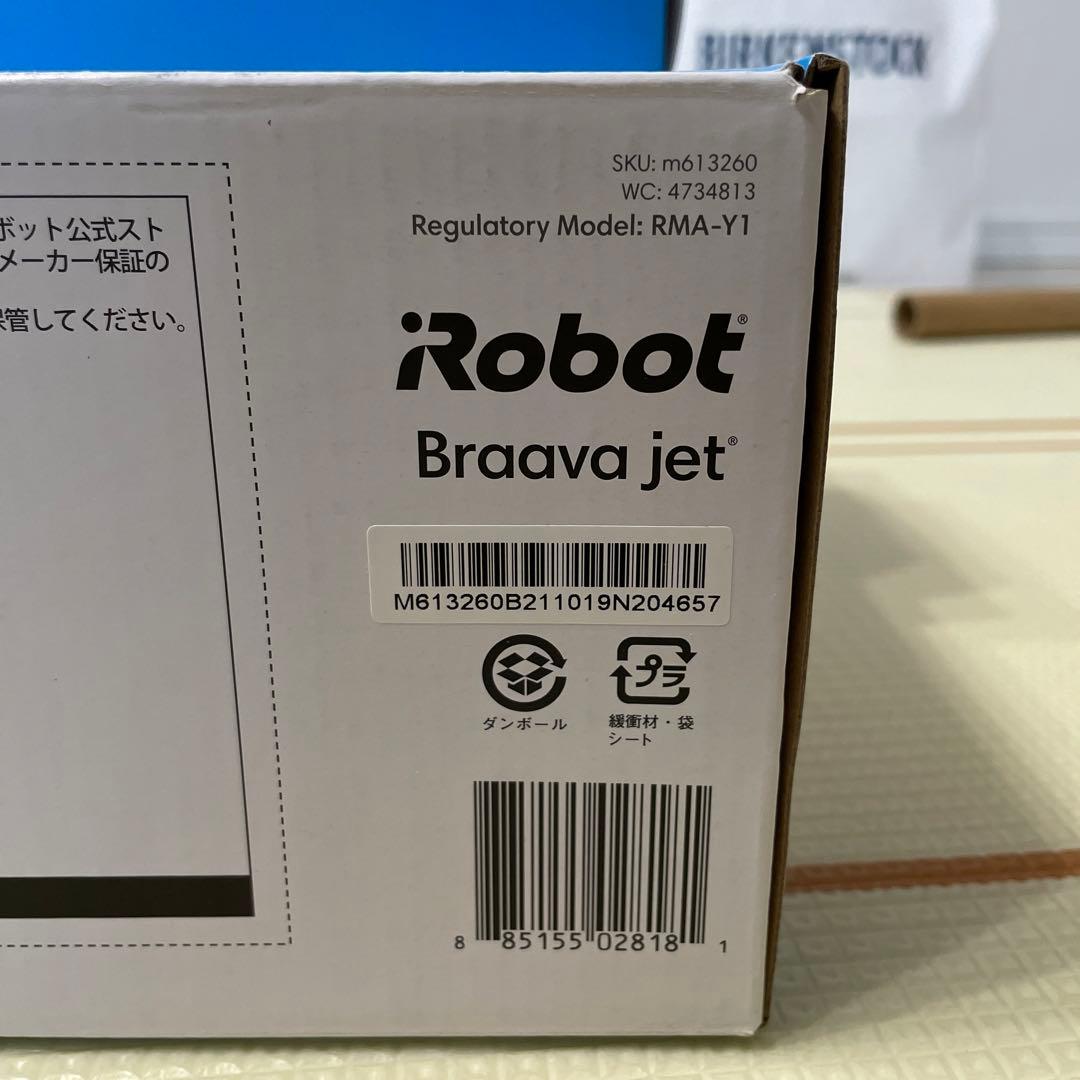 BIRKENSTOCK
SKU: m613260
WC: 4734813
Regulatory Model: RMA-Y1
ボット公式スト
メーカー保証の
保管してください。
iRobot®
Braava jet®
M613260B211019N204657
プラ
ダンボール
緩衝材・袋
シート
8 85155 02818 1